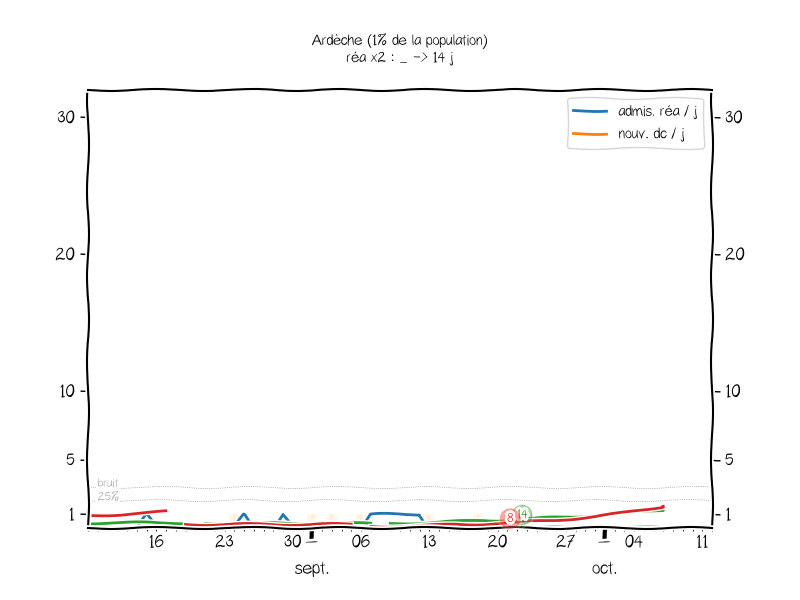 Ardèche (1% de la population)
réa x2 : _ -> 14 j
admis. réa / j
nouv. dc / j
30
30
20
20
10
10
5
5
bruit
25%
1
1
8
14
16 23 30 06 13 20 27 04 11
sept. oct.